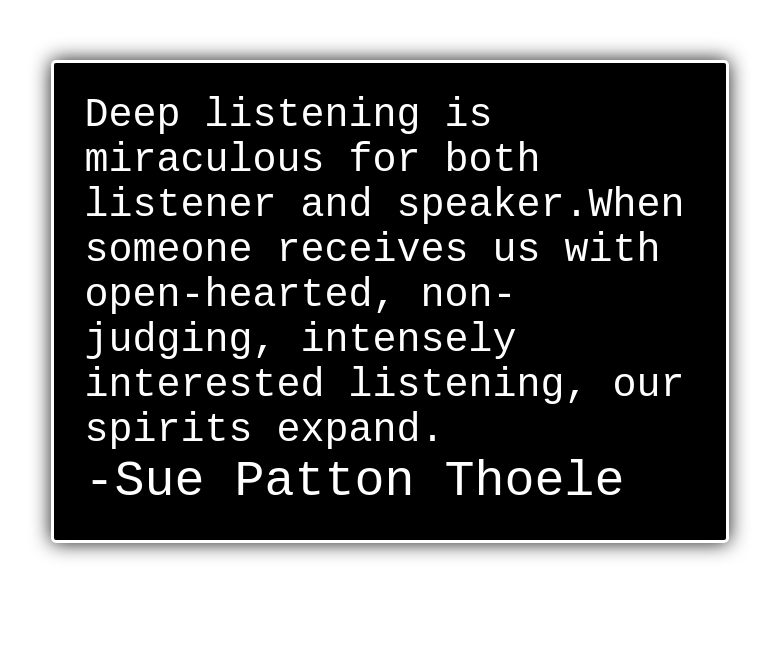 Deep listening is
miraculous for both
listener and speaker.When
someone receives us with
open-hearted, non-
judging, intensely
interested listening, our
spirits expand.
-Sue Patton Thoele